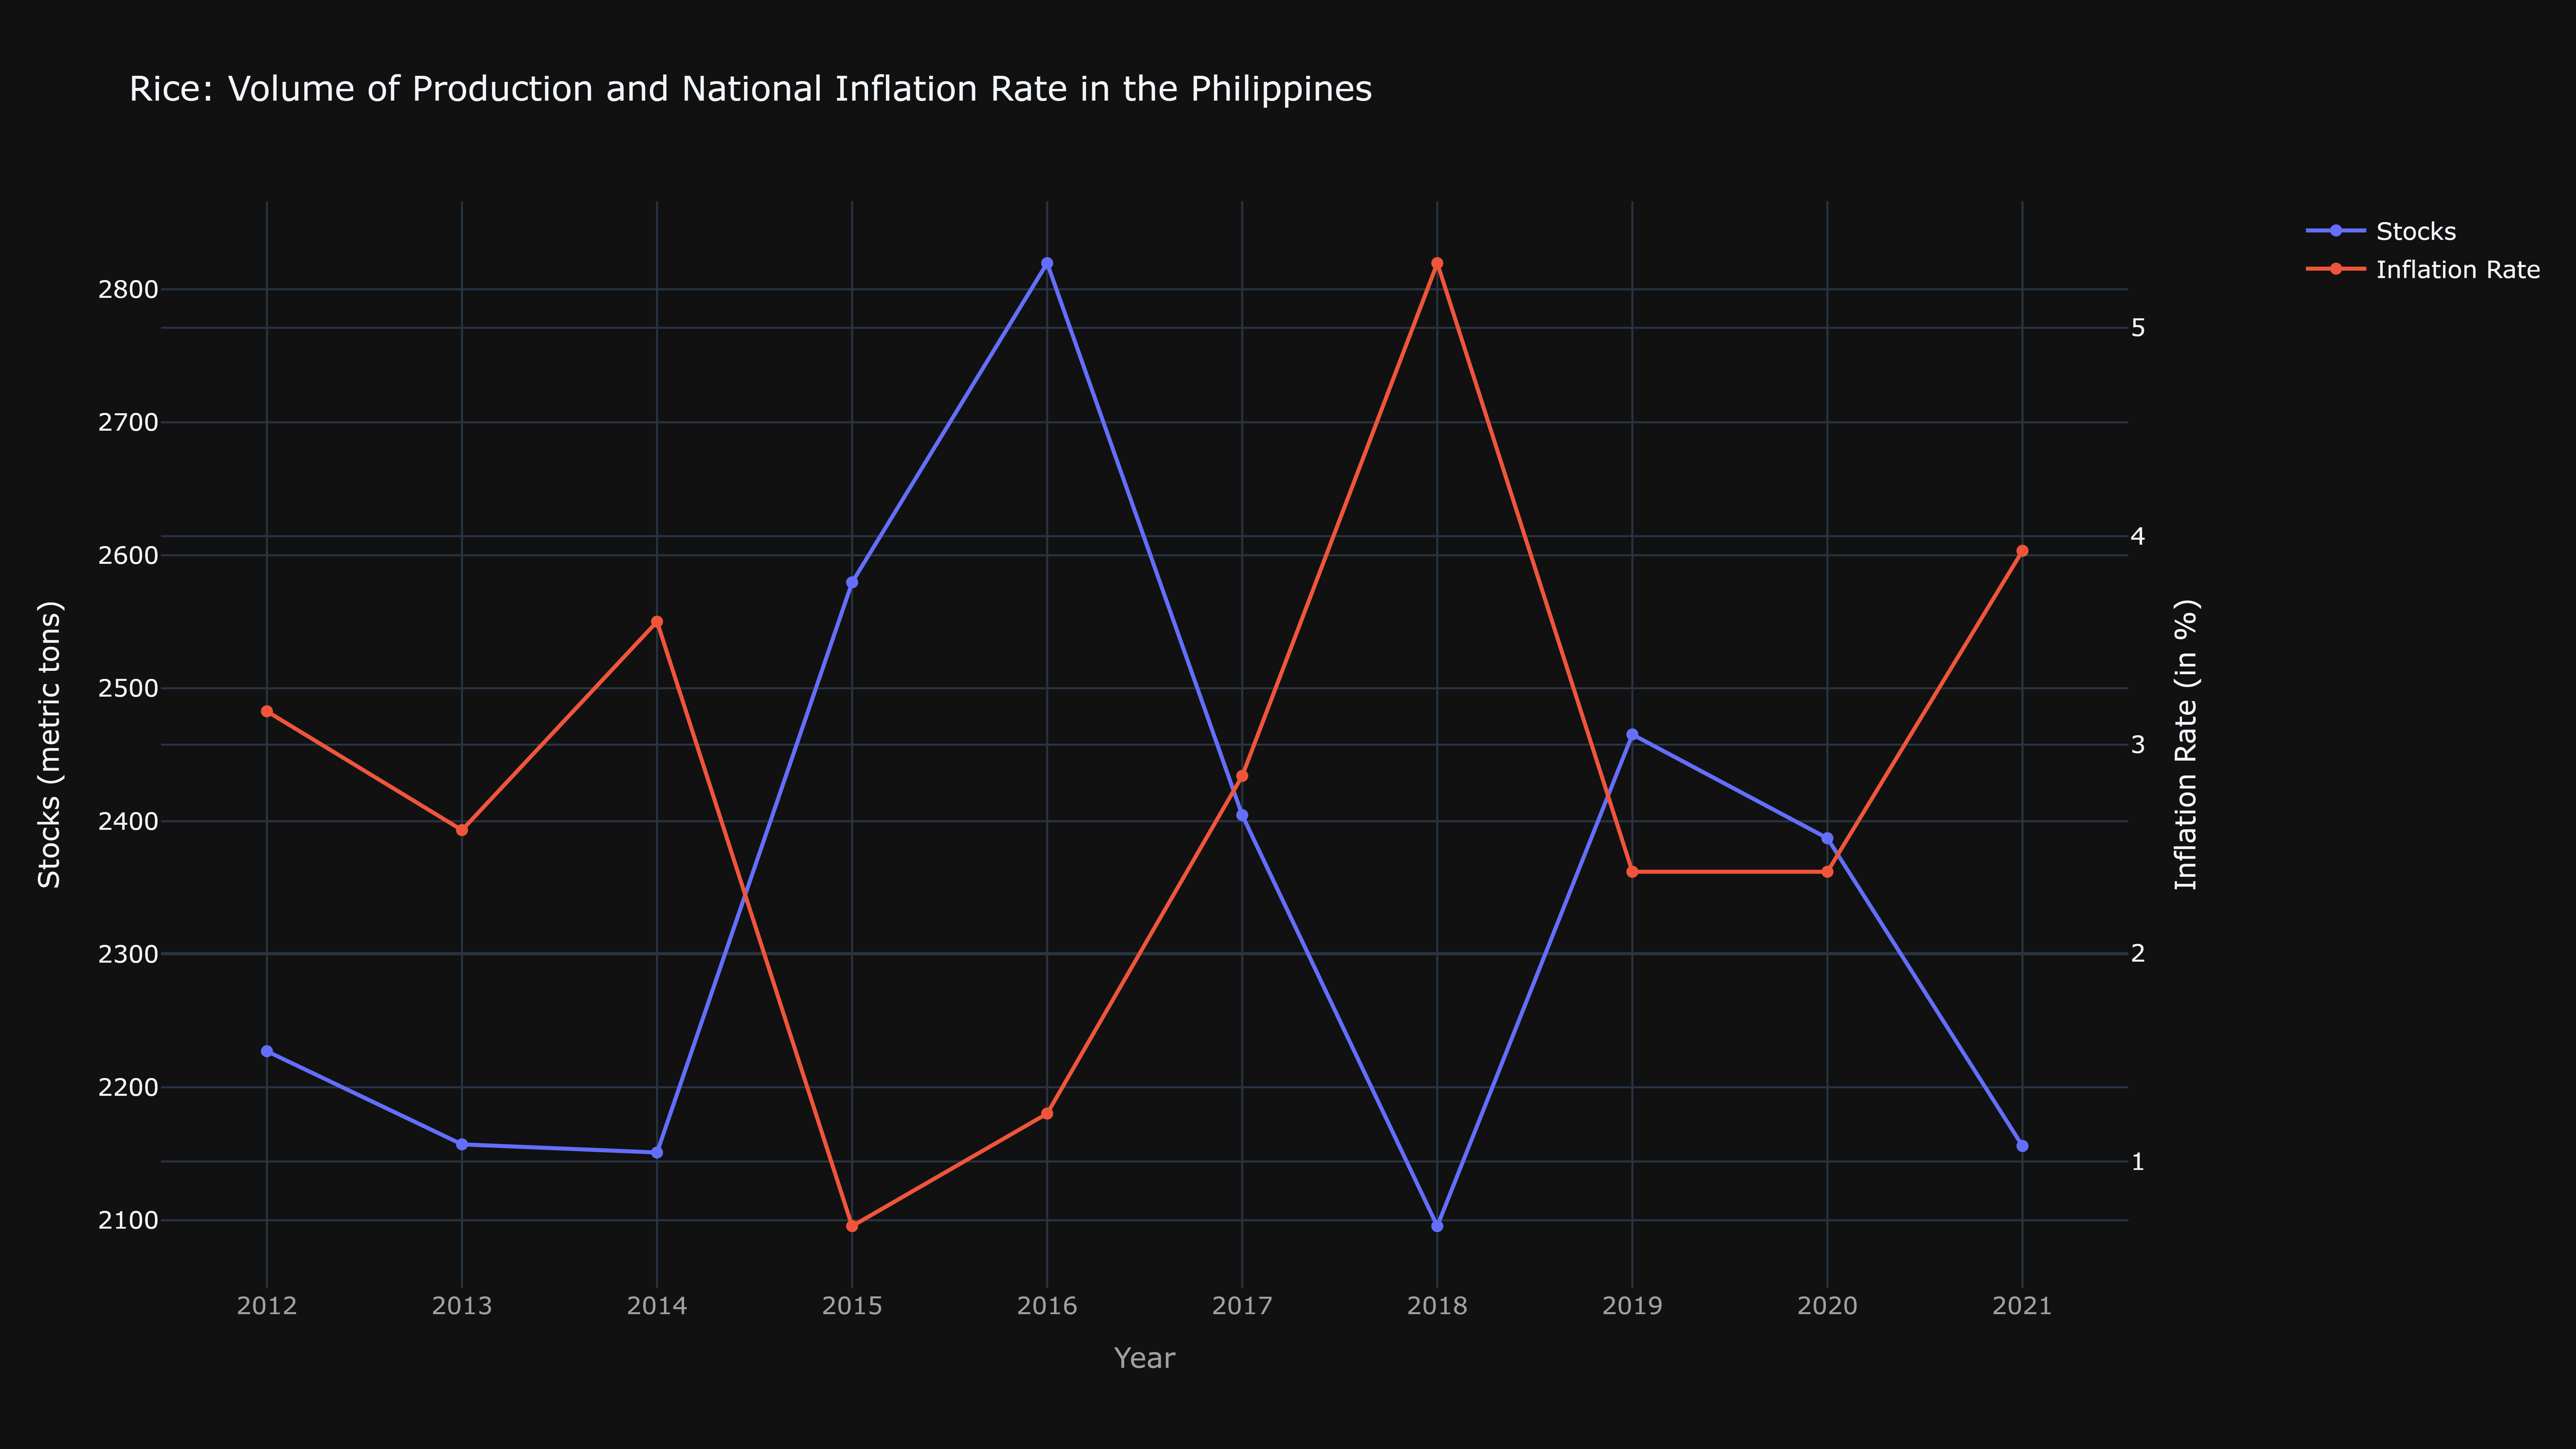 Rice: Volume of Production and National Inflation Rate in the Philippines
Stocks
Inflation Rate
2800
2700
2600
2500
2400
2300
2200
2100
Stocks (metric tons)
5
4
3
2
1
Inflation Rate (in %)
2012 2013 2014 2015 2016 2017 2018 2019 2020 2021
Year